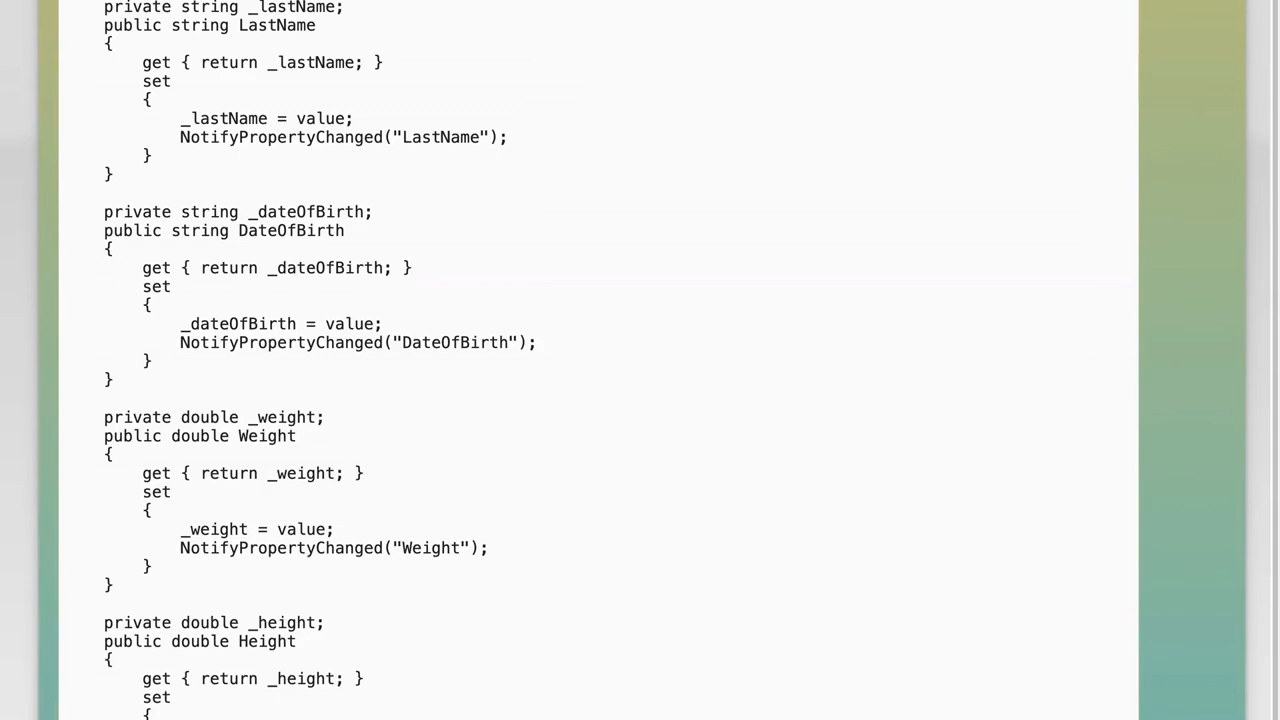 private string _lastName;
public string LastName
{
    get { return _lastName; }
    set
    {
        _lastName = value;
        NotifyPropertyChanged("LastName");
    }
}

private string _dateOfBirth;
public string DateOfBirth
{
    get { return _dateOfBirth; }
    set
    {
        _dateOfBirth = value;
        NotifyPropertyChanged("DateOfBirth");
    }
}

private double _weight;
public double Weight
{
    get { return _weight; }
    set
    {
        _weight = value;
        NotifyPropertyChanged("Weight");
    }
}

private double _height;
public double Height
{
    get { return _height; }
    set
    {